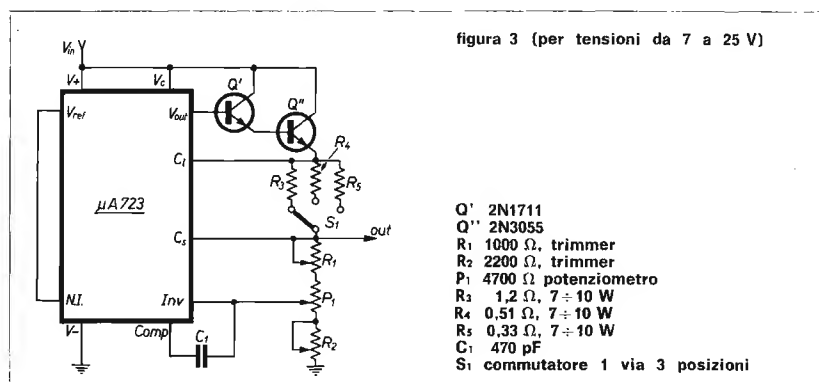 figura 3 (per tensioni da 7 a 25 V)
Vin
V+
Vc
Q'
Q"
Vref
Vout
R4
Cl
R3
R5
µA723
S1
Cs
out
R1
N.I.
Inv
P1
V-
Comp
R2
C1
Q' 2N1711
Q'' 2N3055
R1 1000 Ω, trimmer
R2 2200 Ω, trimmer
P1 4700 Ω potenziometro
R3 1,2 Ω, 7÷10 W
R4 0,51 Ω, 7÷10 W
R5 0,33 Ω, 7÷10 W
C1 470 pF
S1 commutatore 1 via 3 posizioni